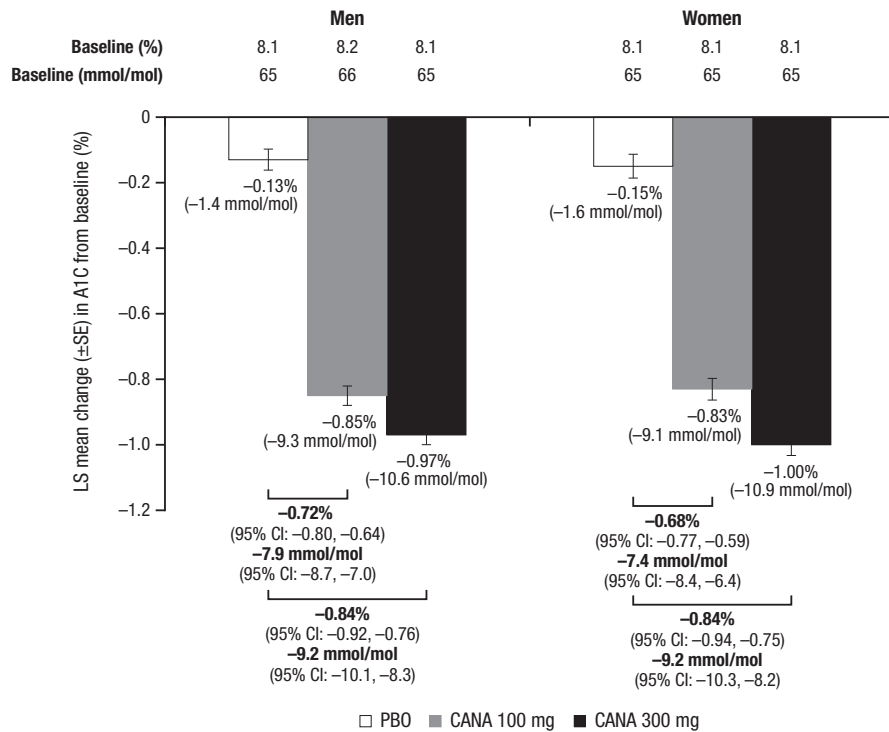 Men Women
Baseline (%) 8.1 8.2 8.1 8.1 8.1 8.1
Baseline (mmol/mol) 65 66 65 65 65 65
LS mean change (±SE) in A1C from baseline (%)
0
–0.2
–0.4
–0.6
–0.8
–1.0
–1.2
–0.13%
(–1.4 mmol/mol)
–0.85%
(–9.3 mmol/mol)
–0.97%
(–10.6 mmol/mol)
–0.72%
(95% CI: –0.80, –0.64)
–7.9 mmol/mol
(95% CI: –8.7, –7.0)
–0.84%
(95% CI: –0.92, –0.76)
–9.2 mmol/mol
(95% CI: –10.1, –8.3)
–0.15%
(–1.6 mmol/mol)
–0.83%
(–9.1 mmol/mol)
–1.00%
(–10.9 mmol/mol)
–0.68%
(95% CI: –0.77, –0.59)
–7.4 mmol/mol
(95% CI: –8.4, –6.4)
–0.84%
(95% CI: –0.94, –0.75)
–9.2 mmol/mol
(95% CI: –10.3, –8.2)
PBO CANA 100 mg CANA 300 mg